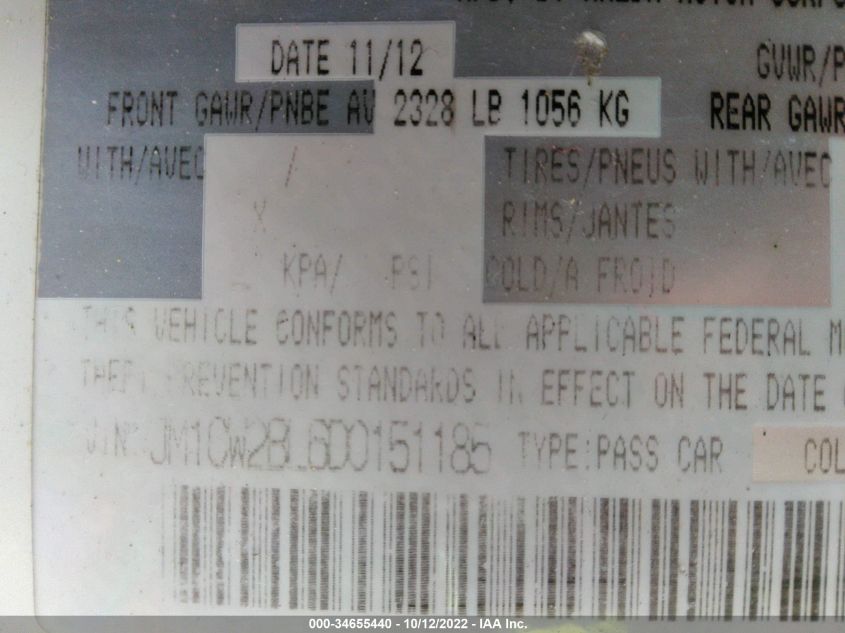 DATE 11/12
GVWR/P
FRONT GAWR/PNBE AV 2328 LB 1056 KG REAR GAWR
WITH/AVEC / TIRES/PNEUS WITH/AVEC
X RIMS/JANTES
KPA/ PSI COLD/A FROID
THIS VEHICLE CONFORMS TO ALL APPLICABLE FEDERAL M
THEFT PREVENTION STANDARDS IN EFFECT ON THE DATE
VIN: JM1CW2BL6D0151185 TYPE:PASS CAR COL
000-34655440 - 10/12/2022 - IAA Inc.